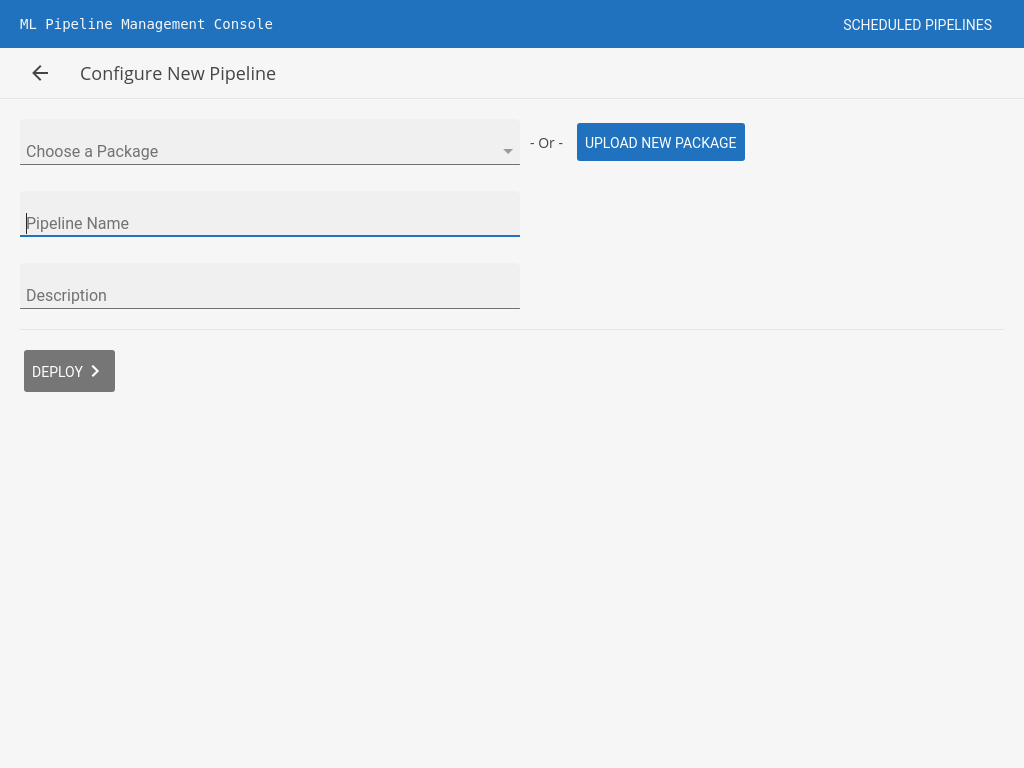 ML Pipeline Management Console
SCHEDULED PIPELINES
Configure New Pipeline
Choose a Package
- Or -
UPLOAD NEW PACKAGE
Pipeline Name
Description
DEPLOY